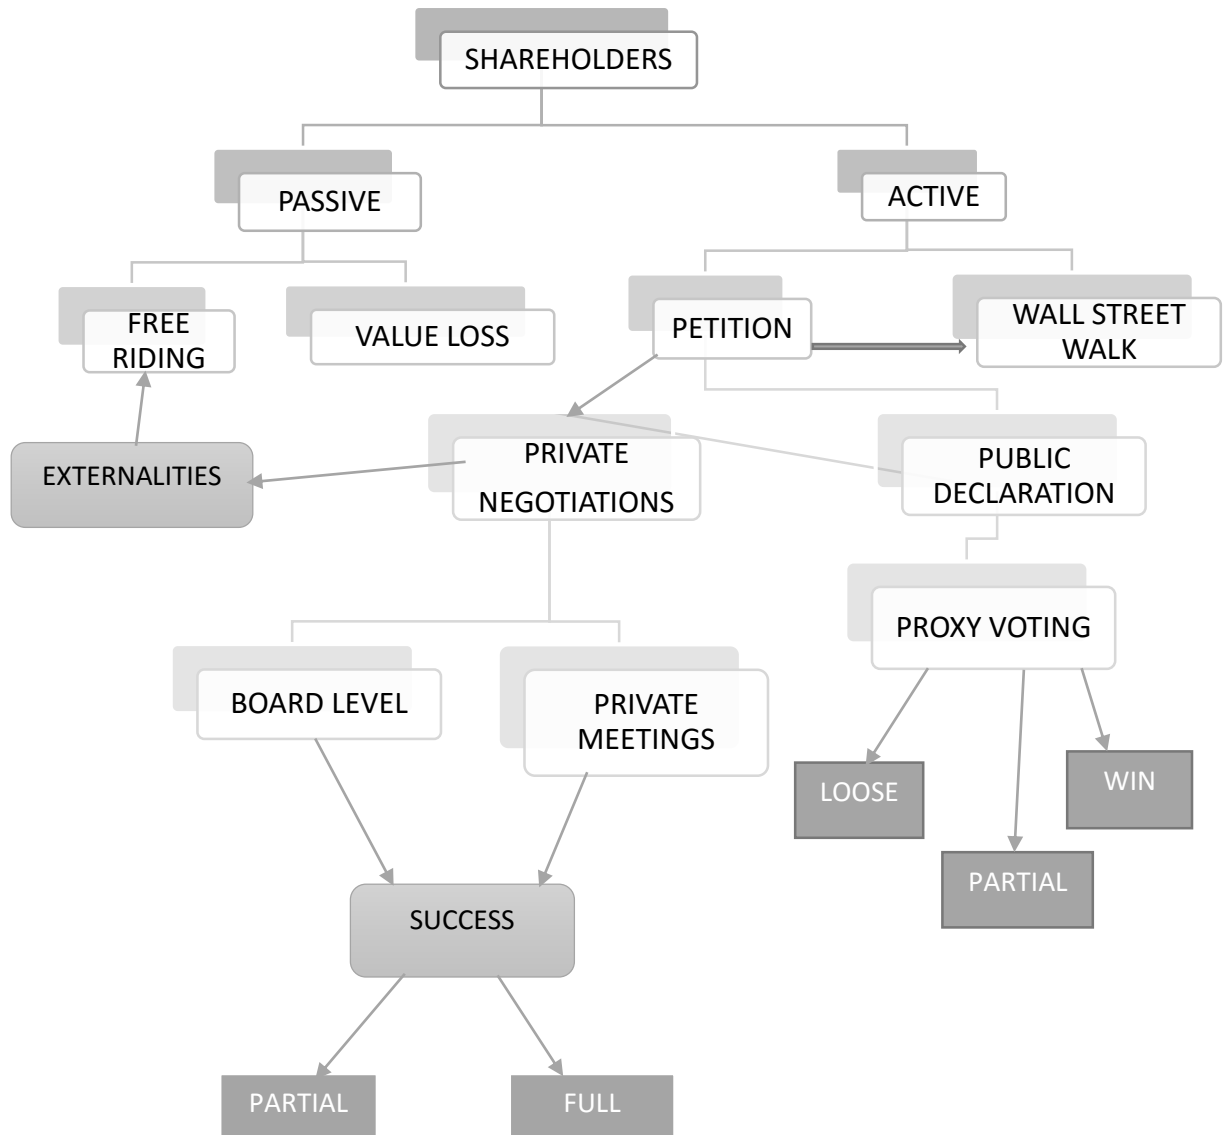 SHAREHOLDERS
PASSIVE
ACTIVE
FREE
RIDING
VALUE LOSS
PETITION
WALL STREET
WALK
EXTERNALITIES
PRIVATE
NEGOTIATIONS
PUBLIC
DECLARATION
PROXY VOTING
BOARD LEVEL
PRIVATE
MEETINGS
LOOSE
WIN
PARTIAL
SUCCESS
PARTIAL
FULL